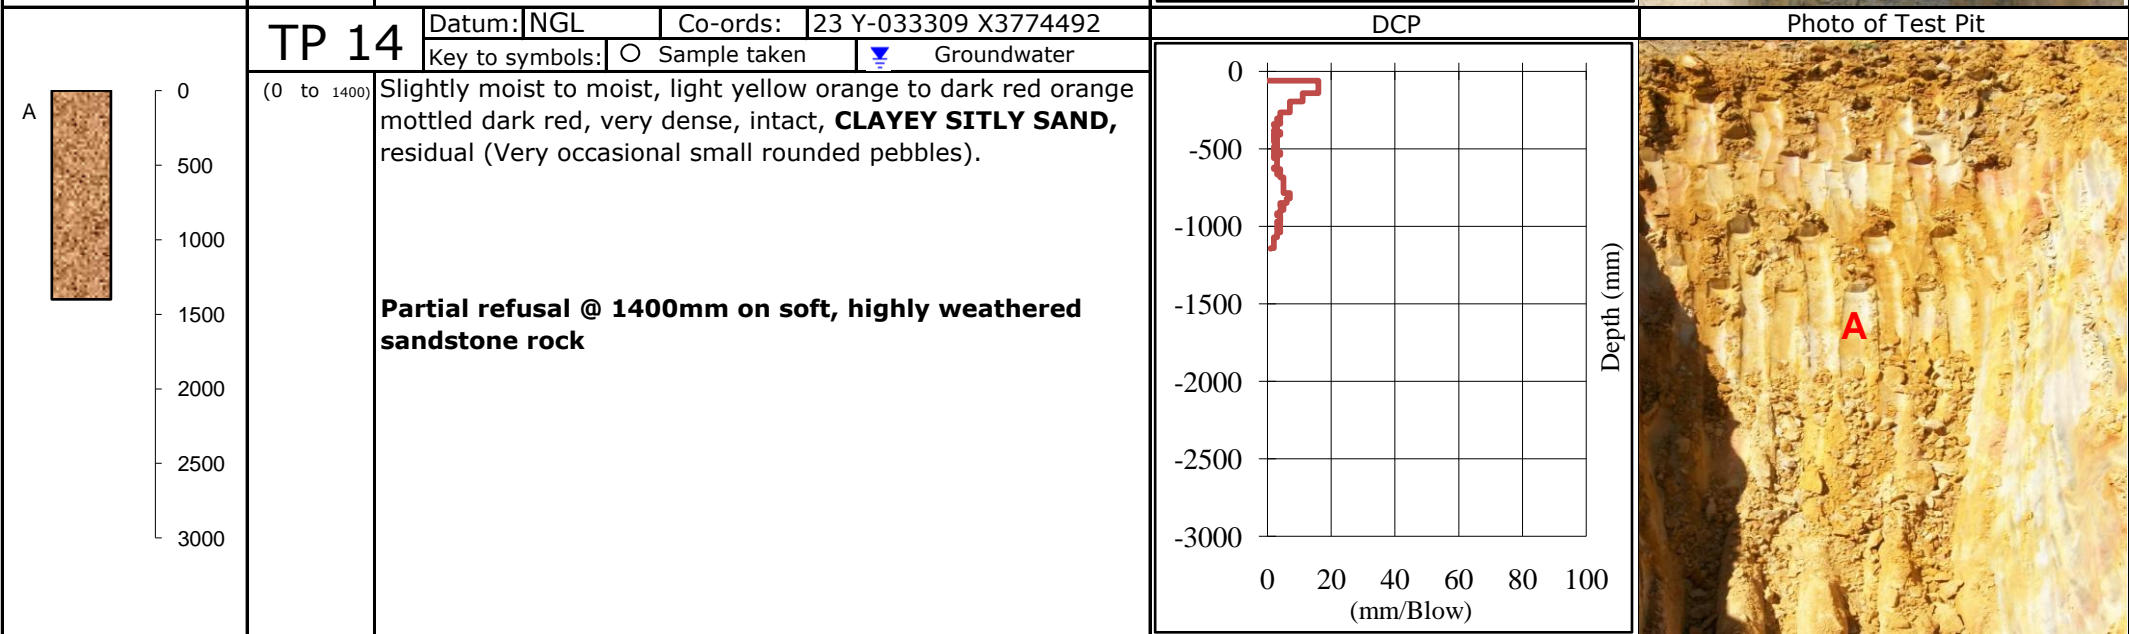 TP 14
Datum: NGL Co-ords: 23 Y-033309 X3774492
Key to symbols: Sample taken Groundwater
DCP
Photo of Test Pit
A
0
500
1000
1500
2000
2500
3000
(0 to 1400)
Slightly moist to moist, light yellow orange to dark red orange
mottled dark red, very dense, intact, CLAYEY SITLY SAND,
residual (Very occasional small rounded pebbles).
Partial refusal @ 1400mm on soft, highly weathered
sandstone rock
0
-500
-1000
-1500
-2000
-2500
-3000
0 20 40 60 80 100
(mm/Blow)
Depth (mm)
A